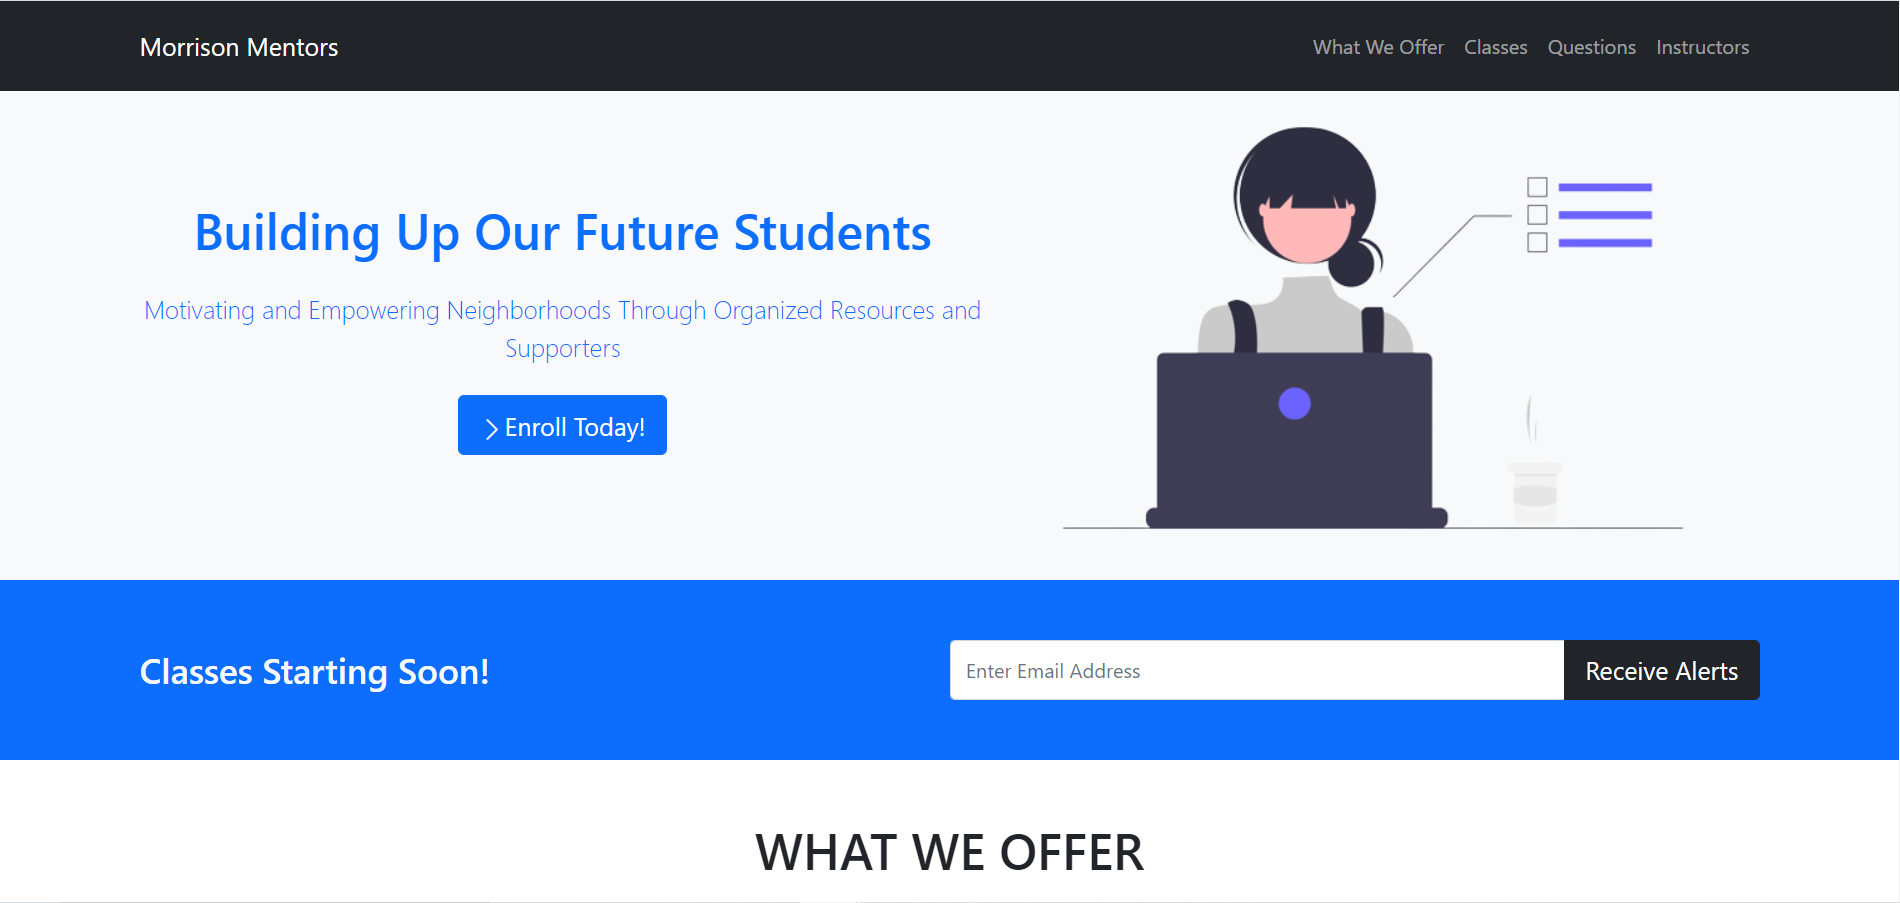 Morrison Mentors
What We Offer Classes Questions Instructors
Building Up Our Future Students
Motivating and Empowering Neighborhoods Through Organized Resources and
Supporters
Enroll Today!
Classes Starting Soon!
Enter Email Address
Receive Alerts
WHAT WE OFFER